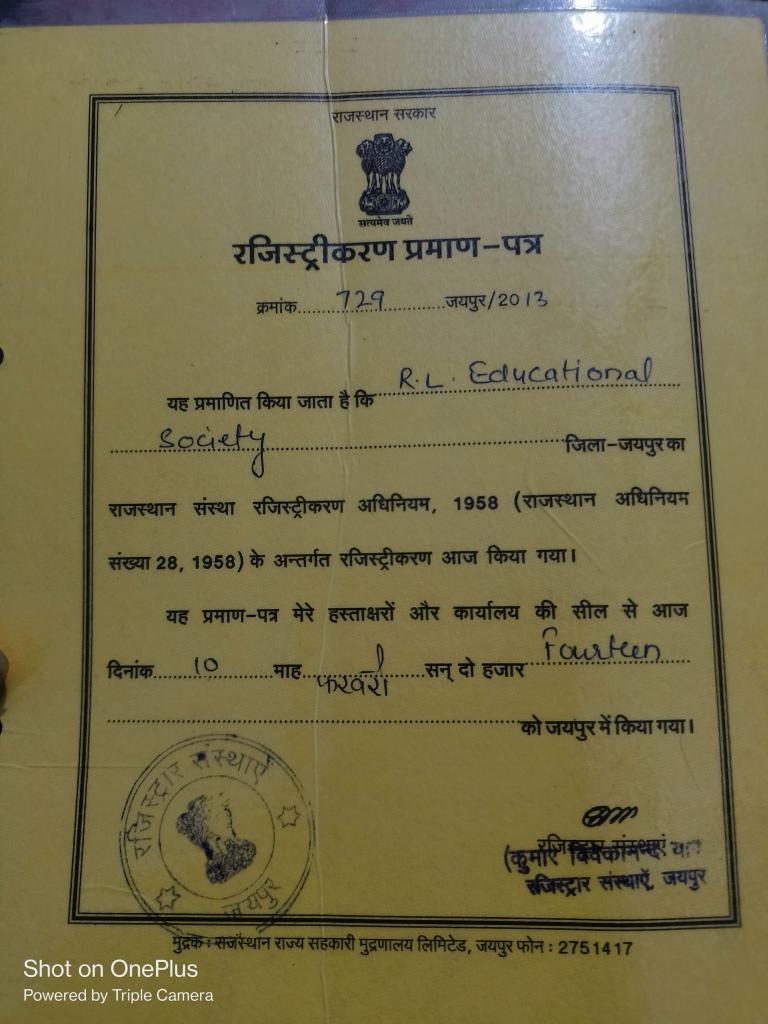 राजस्थान सरकार
सत्यमेव जयते
रजिस्ट्रीकरण प्रमाण-पत्र
क्रमांक 729 जयपुर/2013
यह प्रमाणित किया जाता है कि R.L. Educational
Society जिला-जयपुर का
राजस्थान संस्था रजिस्ट्रीकरण अधिनियम, 1958 (राजस्थान अधिनियम
संख्या 28, 1958) के अन्तर्गत रजिस्ट्रीकरण आज किया गया।
यह प्रमाण-पत्र मेरे हस्ताक्षरों और कार्यालय की सील से आज
दिनांक 10 माह फरवरी सन् दो हजार Fourteen
को जयपुर में किया गया।
रजिस्ट्रार संस्थाएें
जयपुर
रजिस्ट्रार संस्थाएं
(कुमार विवेकानन्द
रजिस्ट्रार संस्थाऐं, जयपुर
मुद्रक : राजस्थान राज्य सहकारी मुद्रणालय लिमिटेड, जयपुर फोन : 2751417
Shot on OnePlus
Powered by Triple Camera